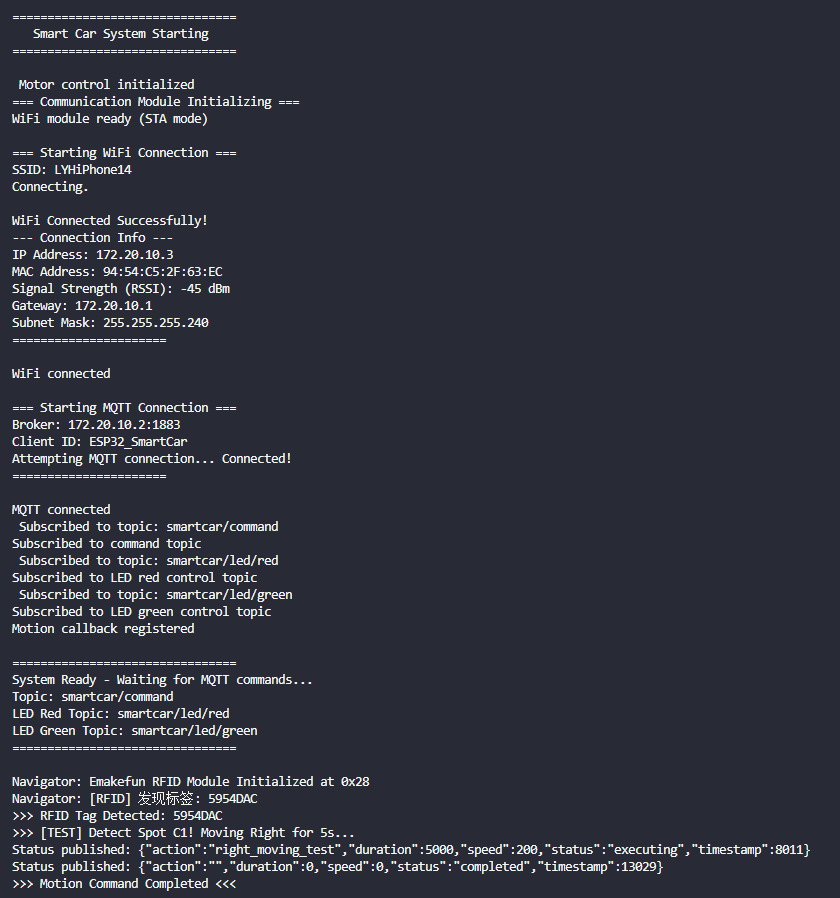 ================================
Smart Car System Starting
================================
Motor control initialized
=== Communication Module Initializing ===
WiFi module ready (STA mode)
=== Starting WiFi Connection ===
SSID: LYHiPhone14
Connecting.
WiFi Connected Successfully!
--- Connection Info ---
IP Address: 172.20.10.3
MAC Address: 94:54:C5:2F:63:EC
Signal Strength (RSSI): -45 dBm
Gateway: 172.20.10.1
Subnet Mask: 255.255.255.240
======================
WiFi connected
=== Starting MQTT Connection ===
Broker: 172.20.10.2:1883
Client ID: ESP32_SmartCar
Attempting MQTT connection... Connected!
======================
MQTT connected
Subscribed to topic: smartcar/command
Subscribed to command topic
Subscribed to topic: smartcar/led/red
Subscribed to LED red control topic
Subscribed to topic: smartcar/led/green
Subscribed to LED green control topic
Motion callback registered
================================
System Ready - Waiting for MQTT commands...
Topic: smartcar/command
LED Red Topic: smartcar/led/red
LED Green Topic: smartcar/led/green
================================
Navigator: Emakefun RFID Module Initialized at 0x28
Navigator: [RFID] 发现标签: 5954DAC
>>> RFID Tag Detected: 5954DAC
>>> [TEST] Detect Spot C1! Moving Right for 5s...
Status published: {"action":"right_moving_test","duration":5000,"speed":200,"status":"executing","timestamp":8011}
Status published: {"action":"","duration":0,"speed":0,"status":"completed","timestamp":13029}
>>> Motion Command Completed <<<